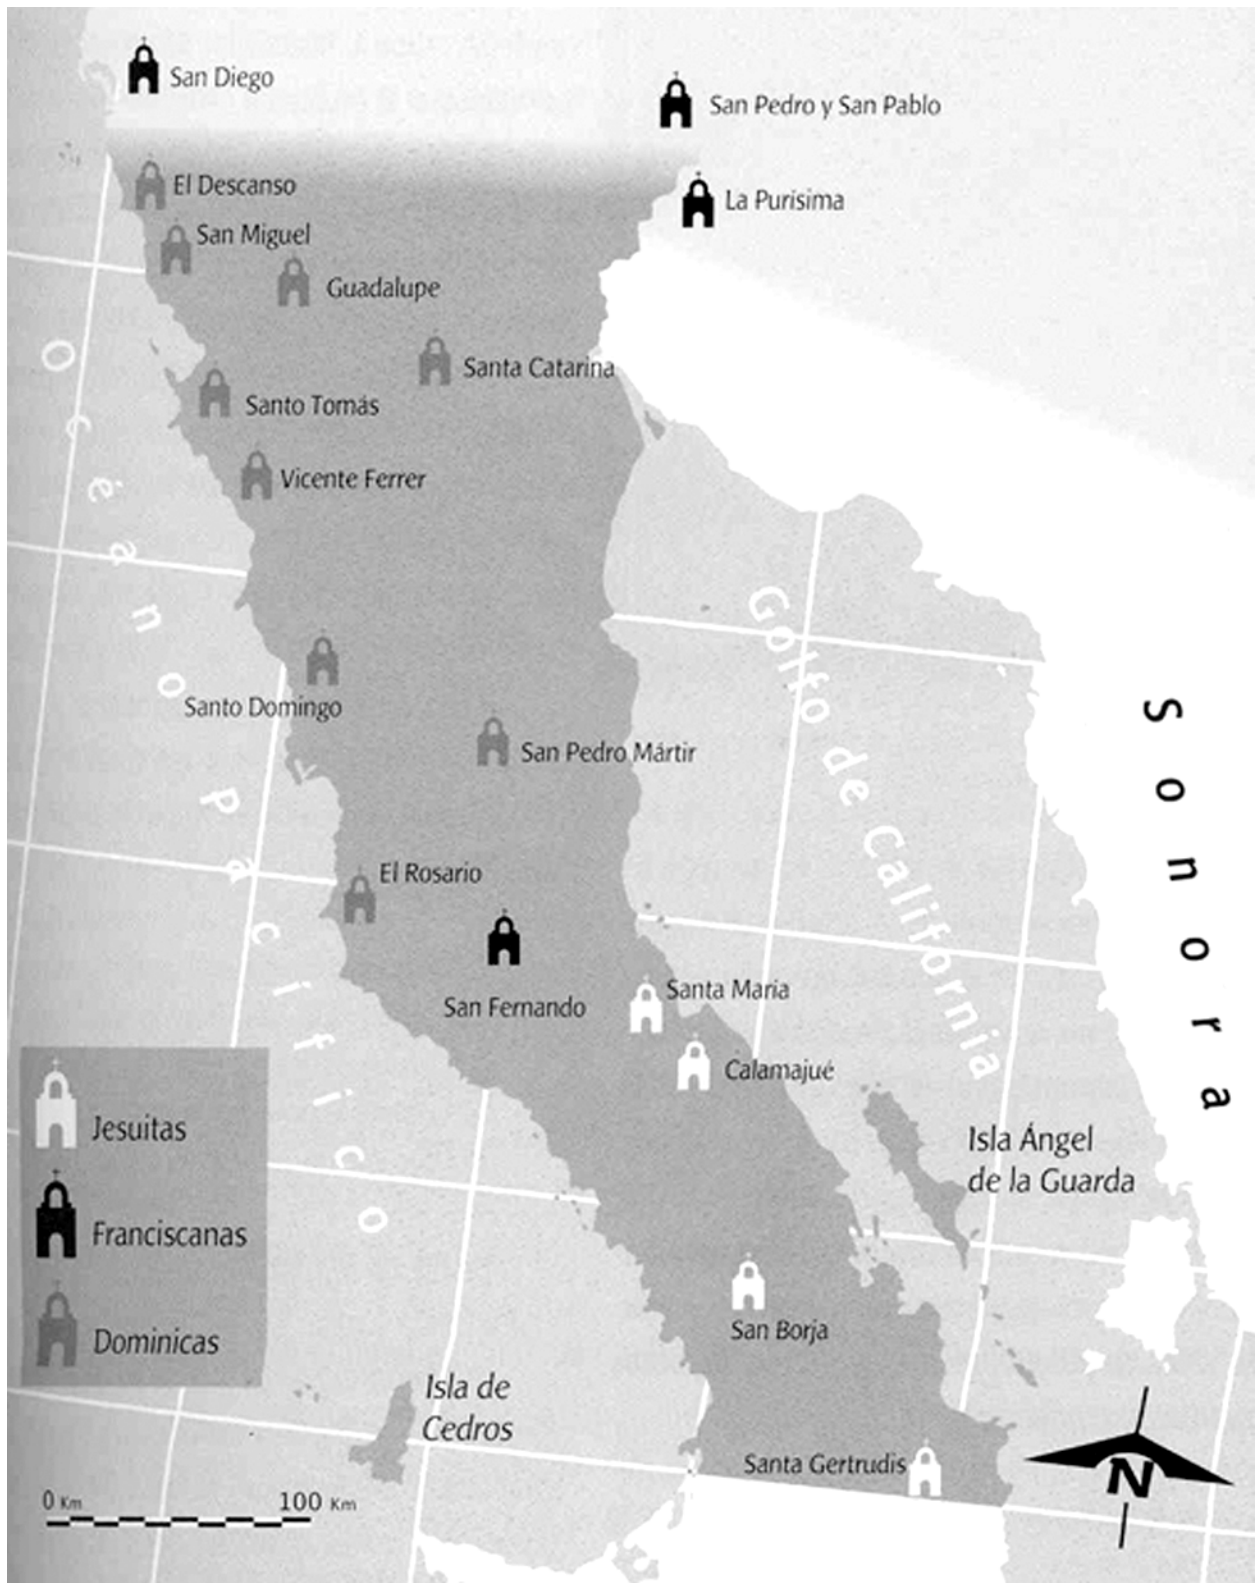 San Diego
San Pedro y San Pablo
El Descanso
La Purísima
San Miguel
Guadalupe
Santa Catarina
Santo Tomás
Vicente Ferrer
Océano Pacífico
Golfo de California
Sonora
Santo Domingo
San Pedro Mártir
El Rosario
San Fernando
Santa María
Calamajué
Jesuitas
Franciscanas
Dominicas
Isla Ángel
de la Guarda
San Borja
Isla de
Cedros
Santa Gertrudis
N
0 Km 100 Km